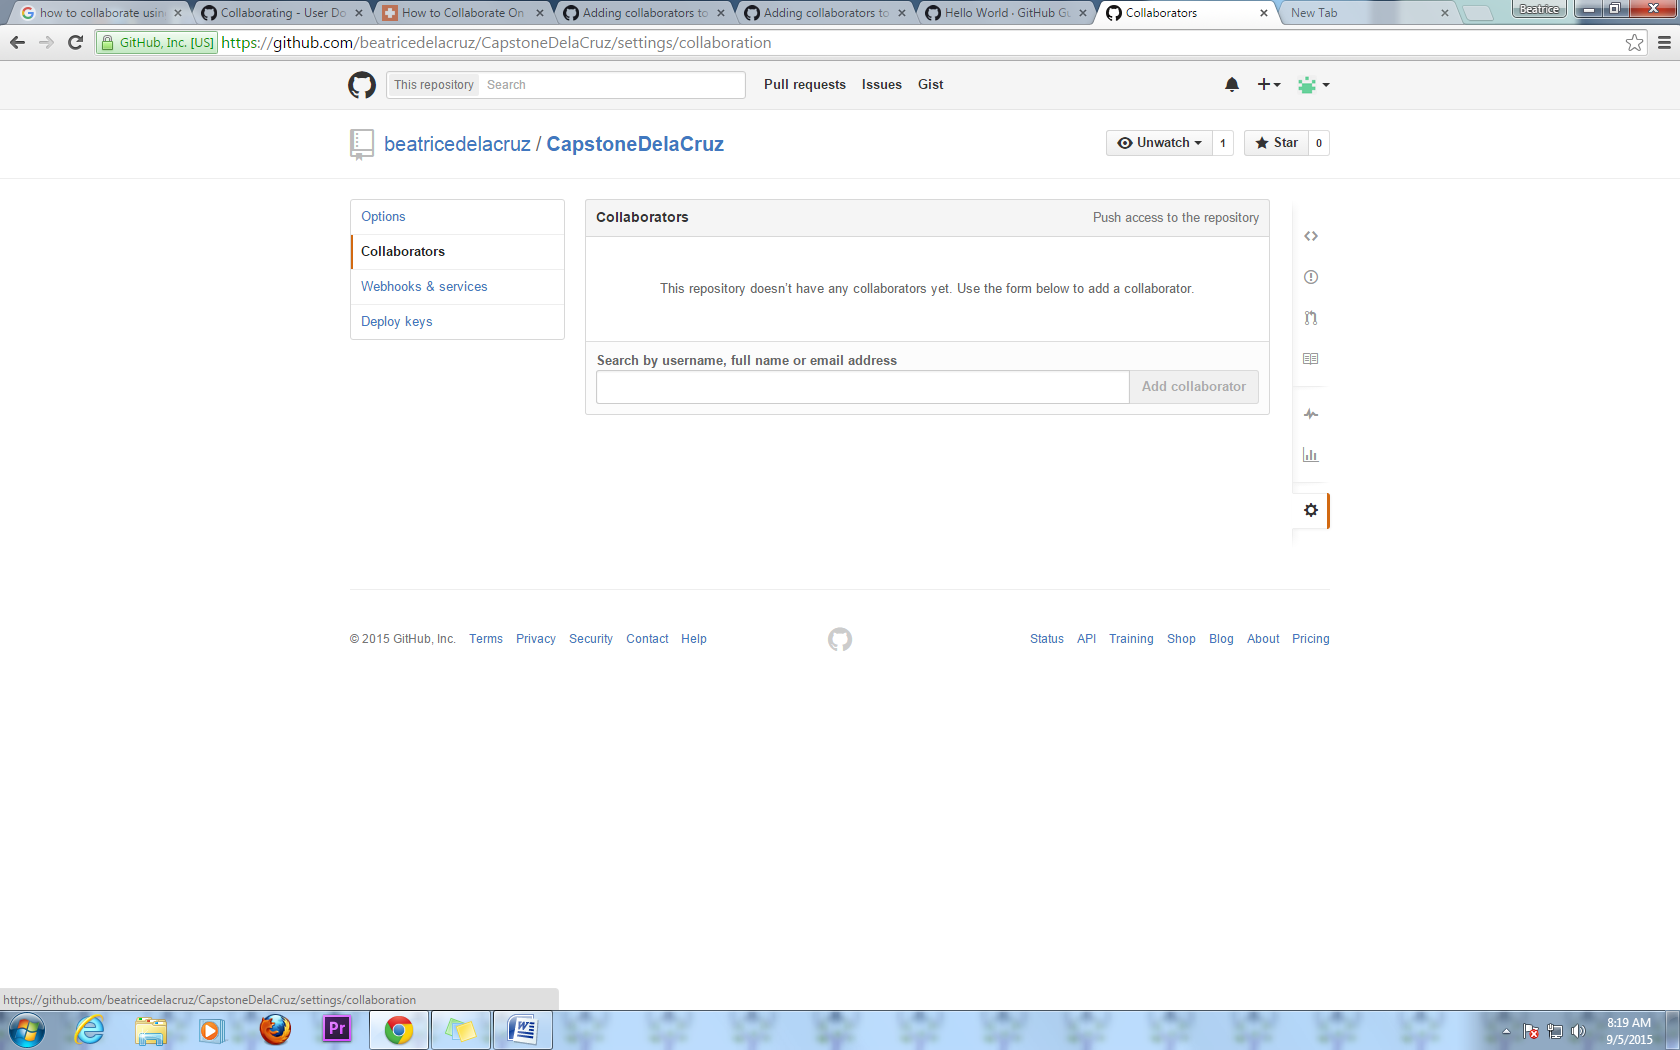 how to collaborate usin
Collaborating - User Do
How to Collaborate On
Adding collaborators to
Adding collaborators to
Hello World · GitHub Gu
Collaborators
New Tab
Beatrice
GitHub, Inc. [US] https://github.com/beatricedelacruz/CapstoneDelaCruz/settings/collaboration
This repository Search Pull requests Issues Gist
beatricedelacruz / CapstoneDelaCruz
Unwatch 1 Star 0
Options
Collaborators
Webhooks & services
Deploy keys
Collaborators Push access to the repository
This repository doesn't have any collaborators yet. Use the form below to add a collaborator.
Search by username, full name or email address
Add collaborator
© 2015 GitHub, Inc. Terms Privacy Security Contact Help
Status API Training Shop Blog About Pricing
https://github.com/beatricedelacruz/CapstoneDelaCruz/settings/collaboration
Pr
8:19 AM
9/5/2015